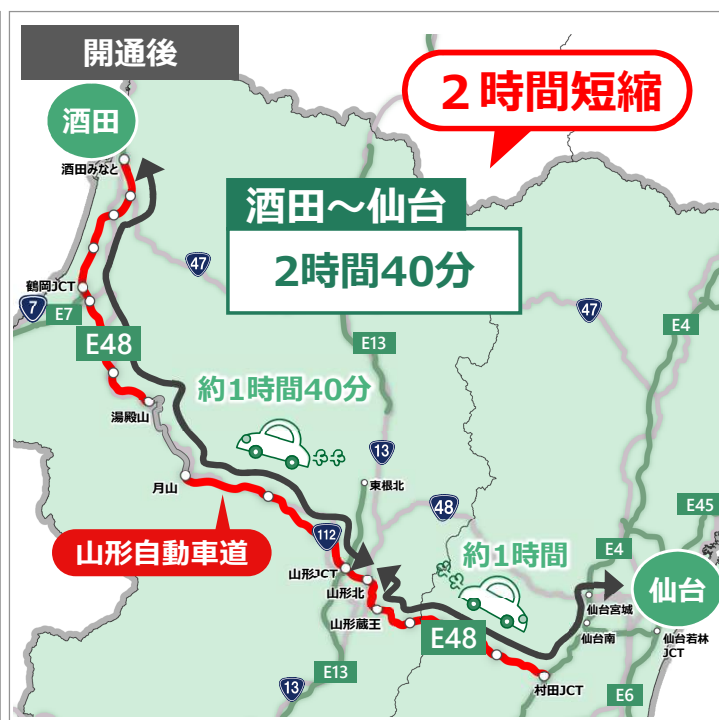 開通後
2時間短縮
酒田
酒田みなと
酒田～仙台
2時間40分
47
鶴岡JCT
7
E7
47
E4
E48
E13
約1時間40分
湯殿山
13
月山
東根北
48
E45
112
山形自動車道
約1時間
E4
山形JCT
山形北
仙台
仙台宮城
山形蔵王
E48
仙台南
仙台若林
JCT
E13
13
村田JCT
E6